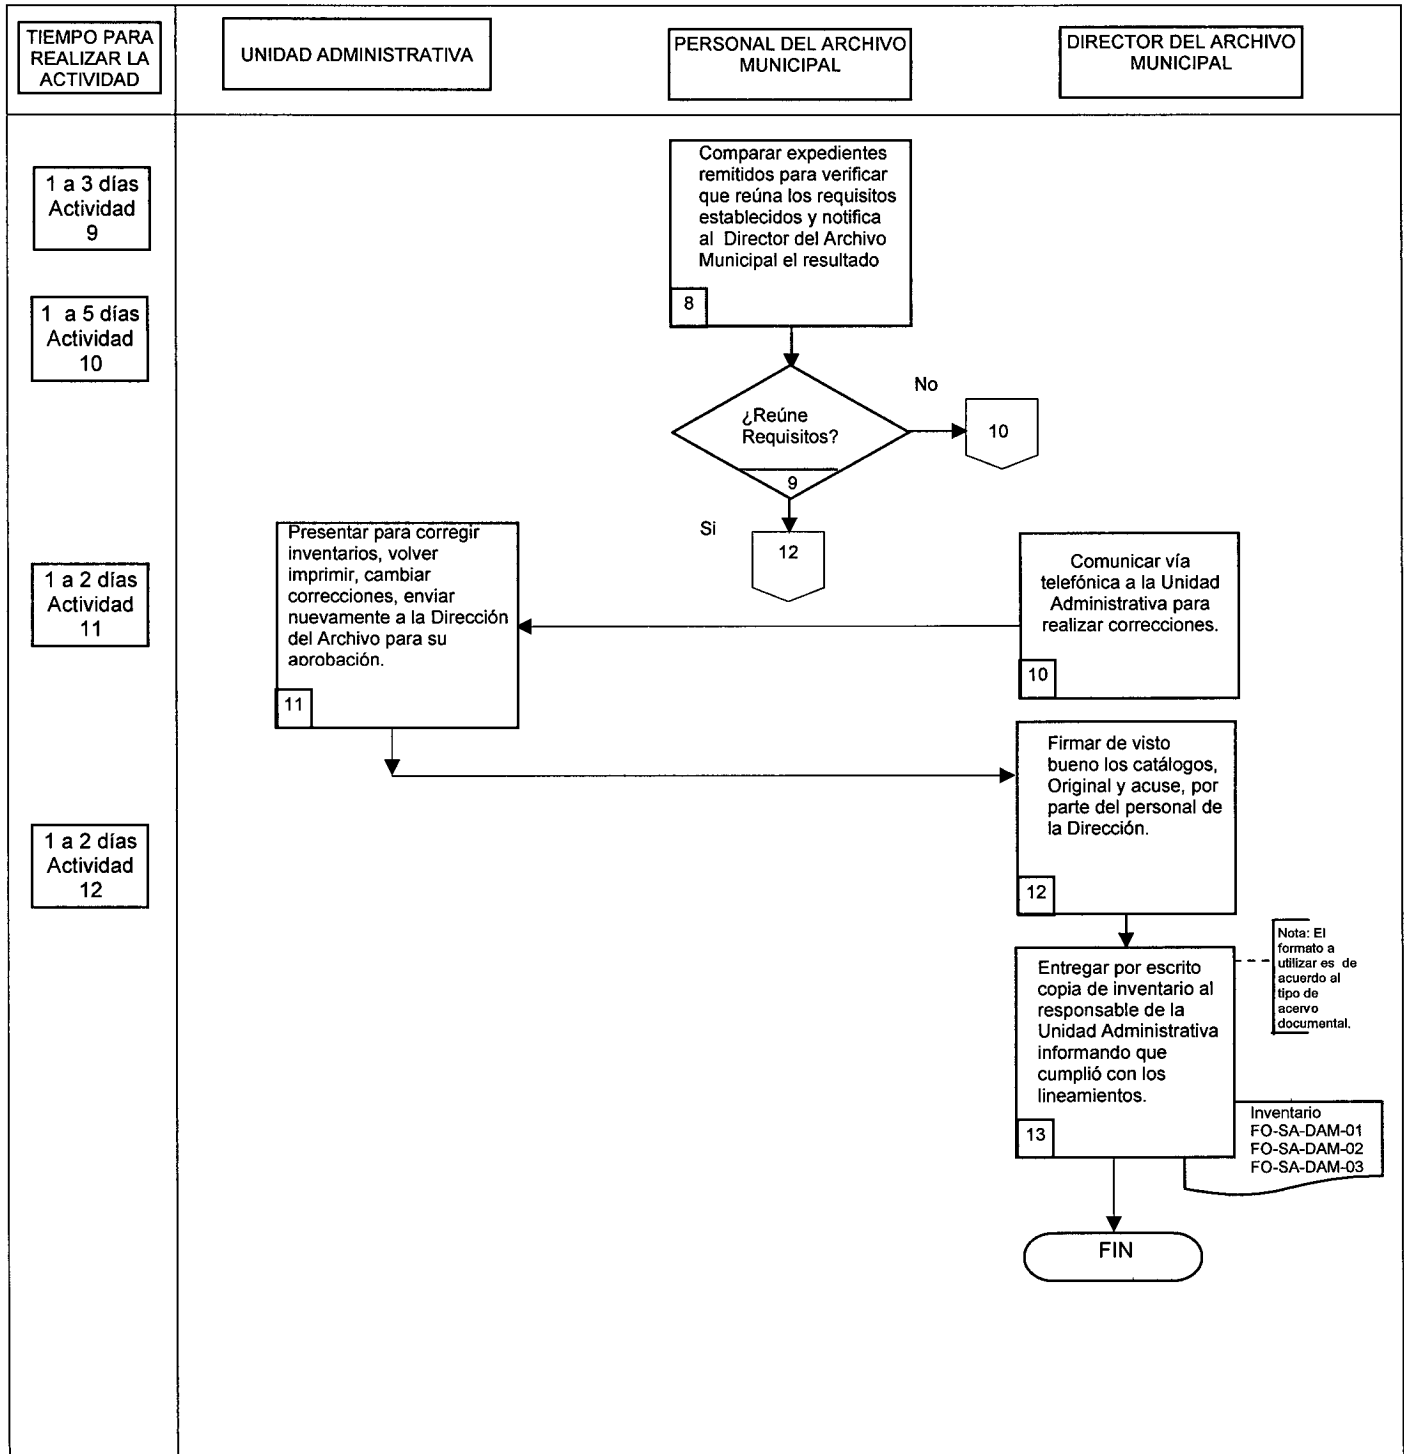 TIEMPO PARA
REALIZAR LA
ACTIVIDAD
UNIDAD ADMINISTRATIVA
PERSONAL DEL ARCHIVO
MUNICIPAL
DIRECTOR DEL ARCHIVO
MUNICIPAL
1 a 3 días
Actividad
9
1 a 5 días
Actividad
10
1 a 2 días
Actividad
11
1 a 2 días
Actividad
12
Comparar expedientes
remitidos para verificar
que reúna los requisitos
establecidos y notifica
al Director del Archivo
Municipal el resultado
8
¿Reúne
Requisitos?
9
No
10
Si
12
Presentar para corregir
inventarios, volver
imprimir, cambiar
correcciones, enviar
nuevamente a la Dirección
del Archivo para su
aprobación.
11
Comunicar vía
telefónica a la Unidad
Administrativa para
realizar correcciones.
10
Firmar de visto
bueno los catálogos,
Original y acuse, por
parte del personal de
la Dirección.
12
Entregar por escrito
copia de inventario al
responsable de la
Unidad Administrativa
informando que
cumplió con los
lineamientos.
13
Nota: El
formato a
utilizar es de
acuerdo al
tipo de
acervo
documental.
Inventario
FO-SA-DAM-01
FO-SA-DAM-02
FO-SA-DAM-03
FIN